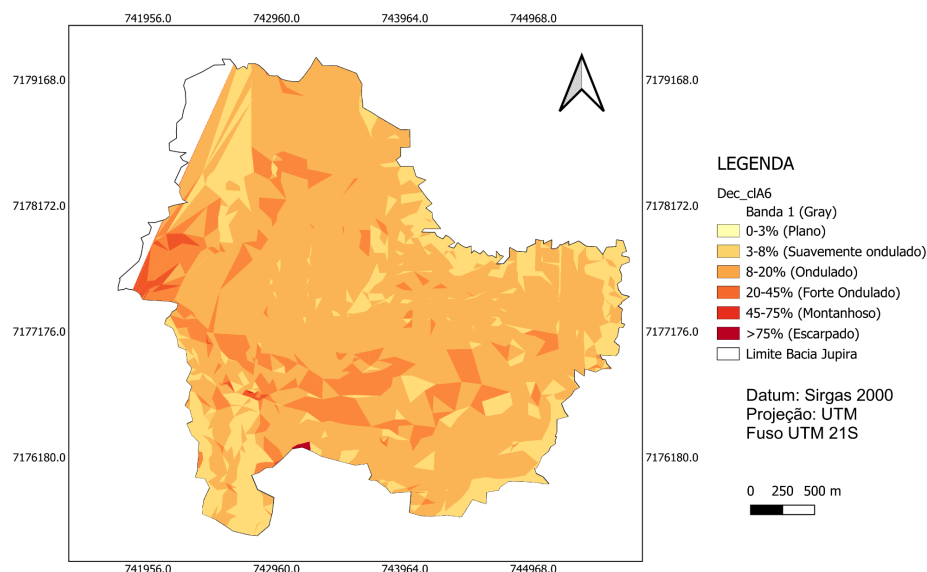 741956.0 742960.0 743964.0 744968.0
7179168.0 7179168.0
7178172.0 7178172.0
7177176.0 7177176.0
7176180.0 7176180.0
741956.0 742960.0 743964.0 744968.0
LEGENDA
Dec_clA6
Banda 1 (Gray)
0-3% (Plano)
3-8% (Suavemente ondulado)
8-20% (Ondulado)
20-45% (Forte Ondulado)
45-75% (Montanhoso)
>75% (Escarpado)
Limite Bacia Jupira
Datum: Sirgas 2000
Projeção: UTM
Fuso UTM 21S
0 250 500 m